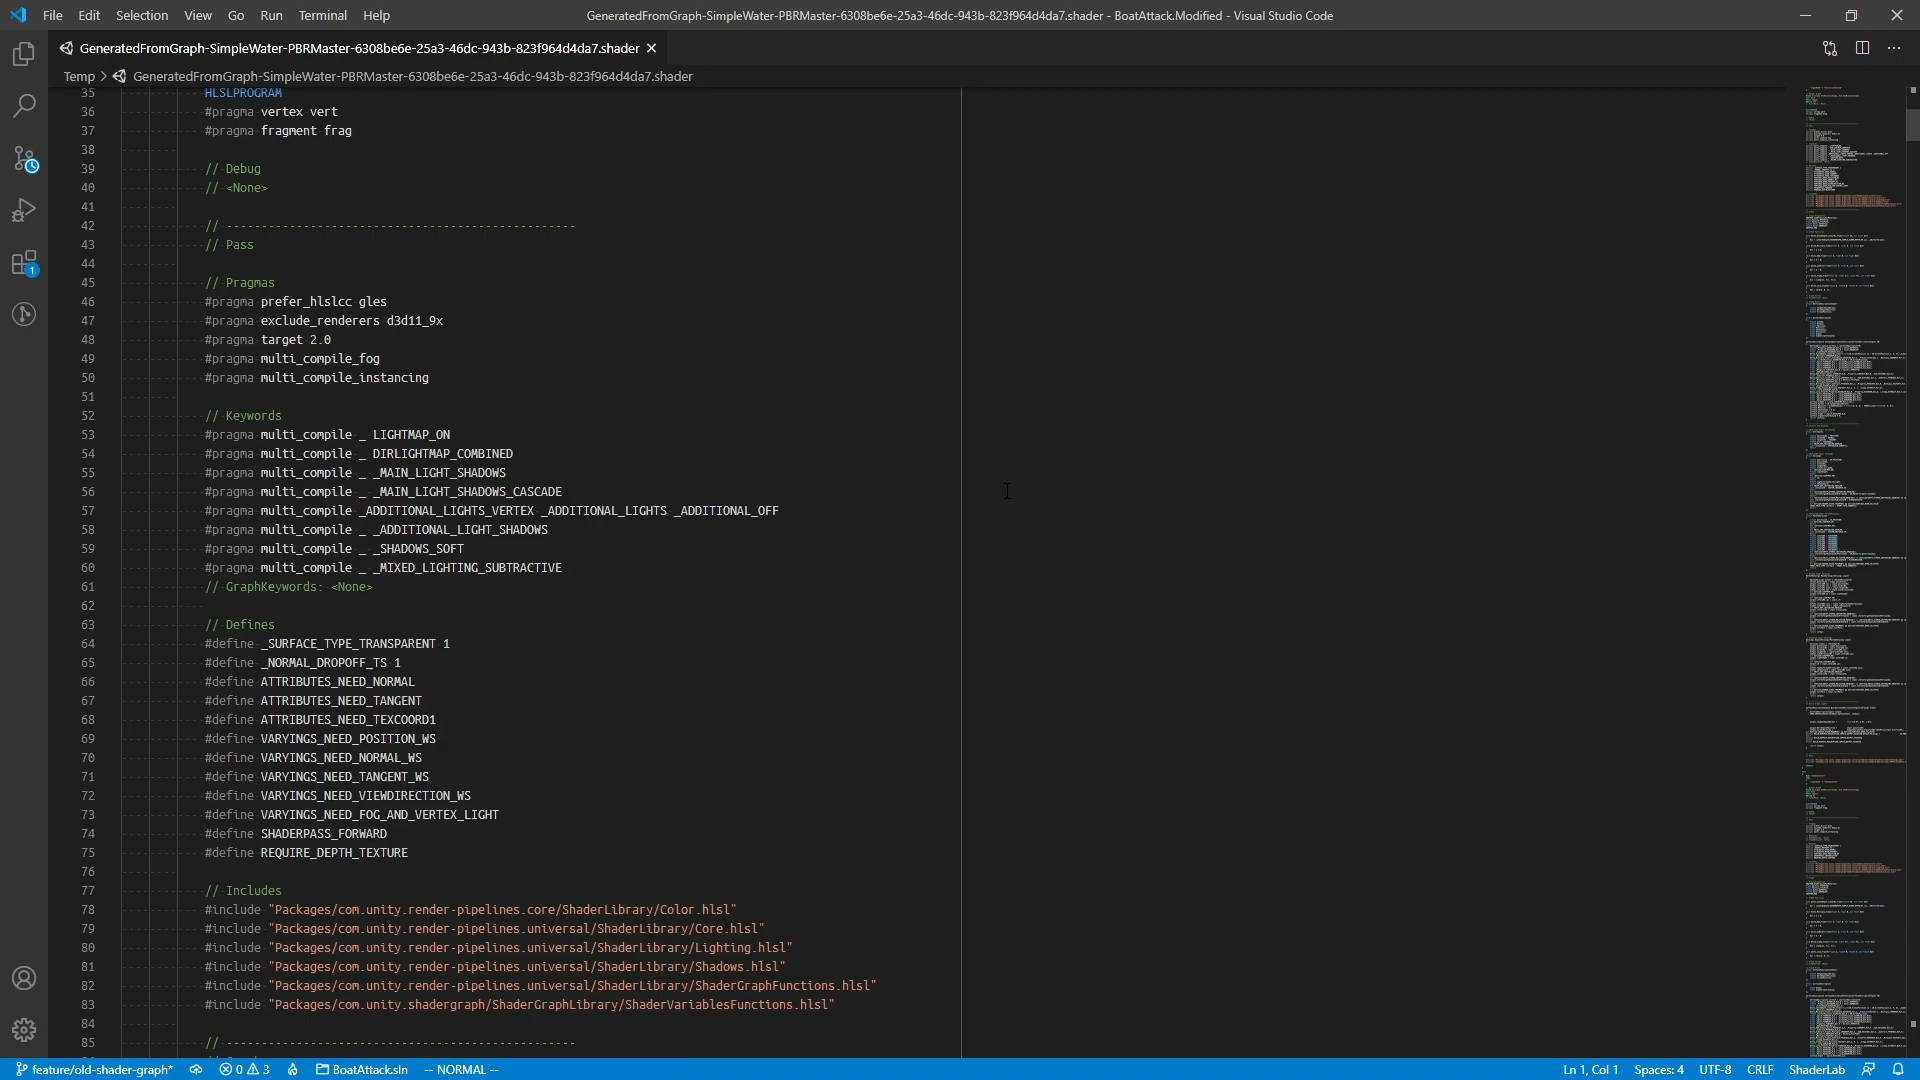 File Edit Selection View Go Run Terminal Help GeneratedFromGraph-SimpleWater-PBRMaster-6308be6e-25a3-46dc-943b-823f964d4da7.shader - BoatAttack.Modified - Visual Studio Code
GeneratedFromGraph-SimpleWater-PBRMaster-6308be6e-25a3-46dc-943b-823f964d4da7.shader
Temp > GeneratedFromGraph-SimpleWater-PBRMaster-6308be6e-25a3-46dc-943b-823f964d4da7.shader
35 HLSLPROGRAM
36 #pragma vertex vert
37 #pragma fragment frag
38
39 // Debug
40 // <None>
41
42 // --------------------------------------------------
43 // Pass
44
45 // Pragmas
46 #pragma prefer_hlslcc gles
47 #pragma exclude_renderers d3d11_9x
48 #pragma target 2.0
49 #pragma multi_compile_fog
50 #pragma multi_compile_instancing
51
52 // Keywords
53 #pragma multi_compile _ LIGHTMAP_ON
54 #pragma multi_compile _ DIRLIGHTMAP_COMBINED
55 #pragma multi_compile _ _MAIN_LIGHT_SHADOWS
56 #pragma multi_compile _ _MAIN_LIGHT_SHADOWS_CASCADE
57 #pragma multi_compile _ADDITIONAL_LIGHTS_VERTEX _ADDITIONAL_LIGHTS _ADDITIONAL_OFF
58 #pragma multi_compile _ _ADDITIONAL_LIGHT_SHADOWS
59 #pragma multi_compile _ _SHADOWS_SOFT
60 #pragma multi_compile _ _MIXED_LIGHTING_SUBTRACTIVE
61 // GraphKeywords: <None>
62
63 // Defines
64 #define _SURFACE_TYPE_TRANSPARENT 1
65 #define _NORMAL_DROPOFF_TS 1
66 #define ATTRIBUTES_NEED_NORMAL
67 #define ATTRIBUTES_NEED_TANGENT
68 #define ATTRIBUTES_NEED_TEXCOORD1
69 #define VARYINGS_NEED_POSITION_WS
70 #define VARYINGS_NEED_NORMAL_WS
71 #define VARYINGS_NEED_TANGENT_WS
72 #define VARYINGS_NEED_VIEWDIRECTION_WS
73 #define VARYINGS_NEED_FOG_AND_VERTEX_LIGHT
74 #define SHADERPASS_FORWARD
75 #define REQUIRE_DEPTH_TEXTURE
76
77 // Includes
78 #include "Packages/com.unity.render-pipelines.core/ShaderLibrary/Color.hlsl"
79 #include "Packages/com.unity.render-pipelines.universal/ShaderLibrary/Core.hlsl"
80 #include "Packages/com.unity.render-pipelines.universal/ShaderLibrary/Lighting.hlsl"
81 #include "Packages/com.unity.render-pipelines.universal/ShaderLibrary/Shadows.hlsl"
82 #include "Packages/com.unity.render-pipelines.universal/ShaderLibrary/ShaderGraphFunctions.hlsl"
83 #include "Packages/com.unity.shadergraph/ShaderGraphLibrary/ShaderVariablesFunctions.hlsl"
84
85 // --------------------------------------------------
1
feature/old-shader-graph* 0 3 BoatAttack.sln -- NORMAL -- Ln 1, Col 1 Spaces: 4 UTF-8 CRLF ShaderLab